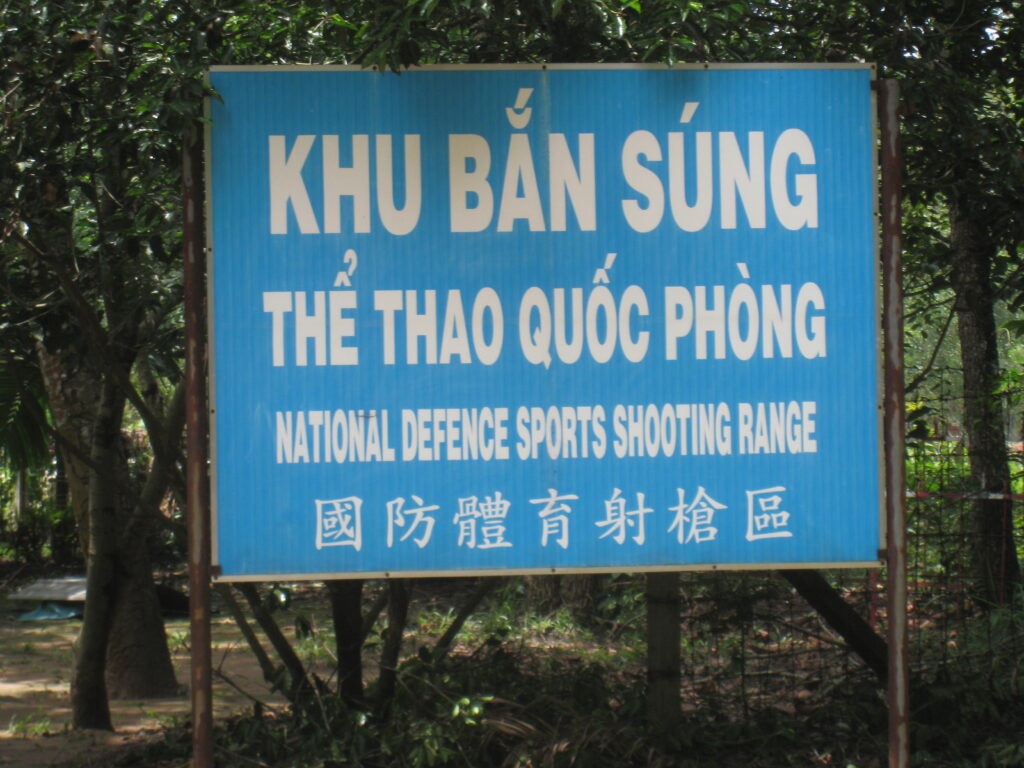 KHU BẮN SÚNG
THỂ THAO QUỐC PHÒNG
NATIONAL DEFENCE SPORTS SHOOTING RANGE
國防體育射槍區